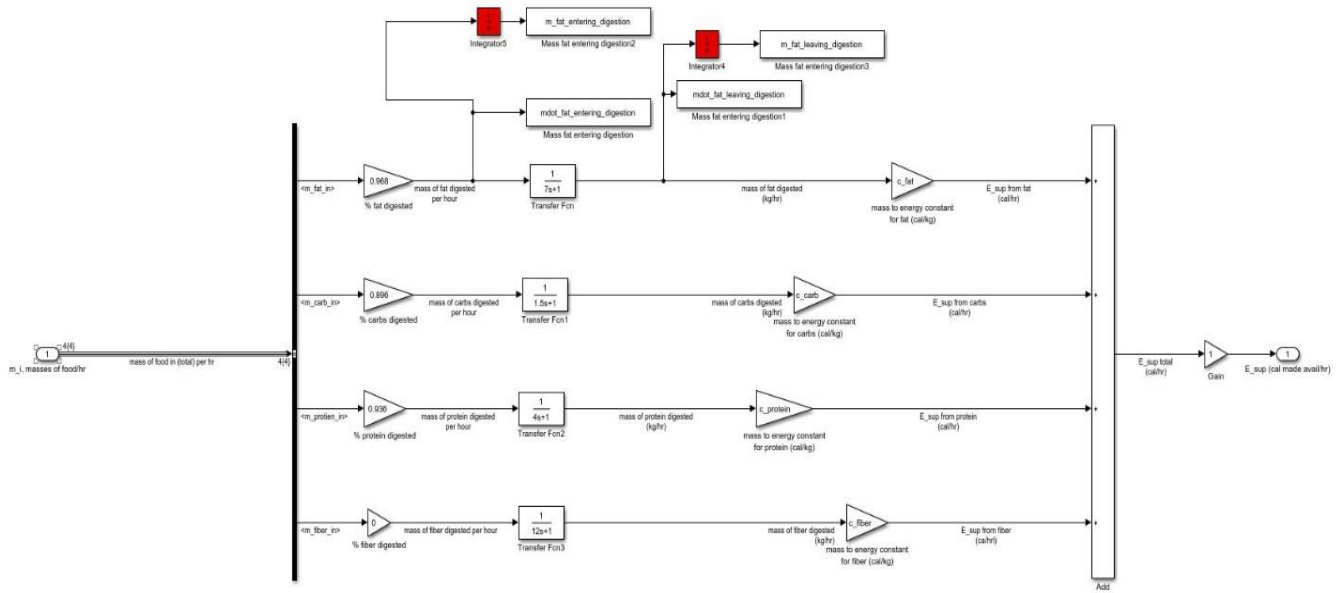 m_fat_entering_digestion
Integrator5
Mass fat entering digestion2
m_fat_leaving_digestion
Integrator4
Mass fat entering digestion3
mdot_fat_leaving_digestion
Mass fat entering digestion1
mdot_fat_entering_digestion
Mass fat entering digestion
<m_fat_in>
0.968
% fat digested
mass of fat digested
per hour
1
7s+1
Transfer Fcn
mass of fat digested
(kg/hr)
c_fat
mass to energy constant
for fat (cal/kg)
E_sup from fat
(cal/hr)
+
<m_carb_in>
0.896
% carbs digested
mass of carbs digested
per hour
1
1.5s+1
Transfer Fcn1
mass of carbs digested
(kg/hr)
c_carb
mass to energy constant
for carbs (cal/kg)
E_sup from carbs
(cal/hr)
+
1
4{4}
m_i, masses of food/hr
mass of food in (total) per hr
4{4}
E_sup total
(cal/hr)
1
Gain
1
E_sup (cal made avail/hr)
<m_protien_in>
0.936
% protein digested
mass of protein digested
per hour
1
4s+1
Transfer Fcn2
mass of protein digested
(kg/hr)
c_protein
mass to energy constant
for protein (cal/kg)
E_sup from protein
(cal/hr)
+
<m_fiber_in>
0
% fiber digested
mass of fiber digested per hour
1
12s+1
Transfer Fcn3
mass of fiber digested
(kg/hr)
c_fiber
mass to energy constant
for fiber (cal/kg)
E_sup from fiber
(ca/hrl)
+
Add